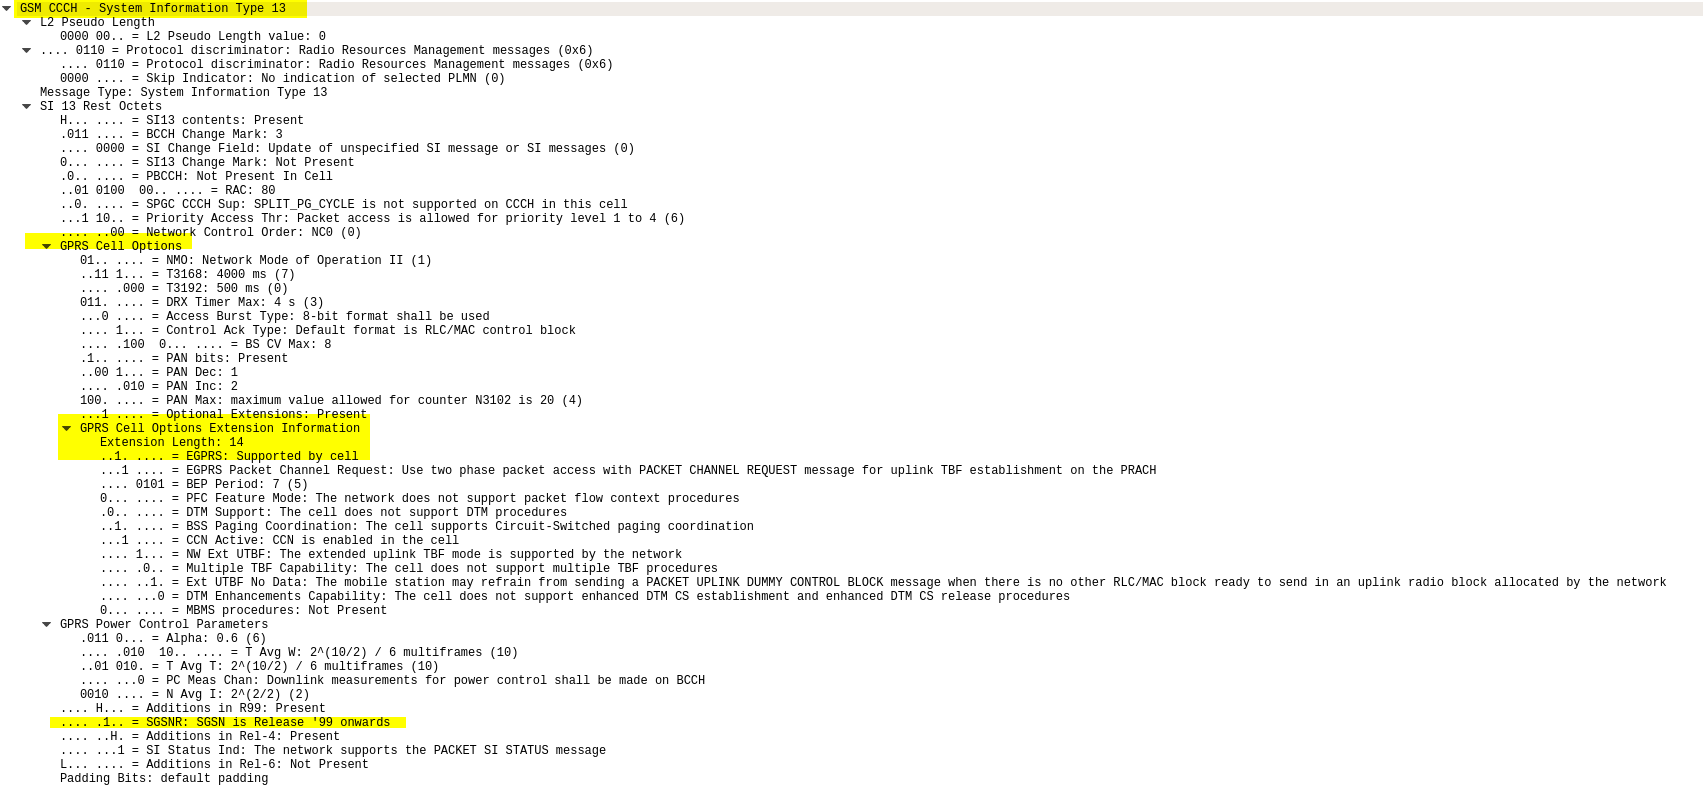 GSM CCCH - System Information Type 13
L2 Pseudo Length
0000 00.. = L2 Pseudo Length value: 0
.... 0110 = Protocol discriminator: Radio Resources Management messages (0x6)
.... 0110 = Protocol discriminator: Radio Resources Management messages (0x6)
0000 .... = Skip Indicator: No indication of selected PLMN (0)
Message Type: System Information Type 13
SI 13 Rest Octets
H... .... = SI13 contents: Present
.011 .... = BCCH Change Mark: 3
.... 0000 = SI Change Field: Update of unspecified SI message or SI messages (0)
0... .... = SI13 Change Mark: Not Present
.0.. .... = PBCCH: Not Present In Cell
..01 0100  00.. .... = RAC: 80
..0. .... = SPGC CCCH Sup: SPLIT_PG_CYCLE is not supported on CCCH in this cell
...1 10.. = Priority Access Thr: Packet access is allowed for priority level 1 to 4 (6)
.... ..00 = Network Control Order: NC0 (0)
GPRS Cell Options
01.. .... = NMO: Network Mode of Operation II (1)
..11 1... = T3168: 4000 ms (7)
.... .000 = T3192: 500 ms (0)
011. .... = DRX Timer Max: 4 s (3)
...0 .... = Access Burst Type: 8-bit format shall be used
.... 1... = Control Ack Type: Default format is RLC/MAC control block
.... .100  0... .... = BS CV Max: 8
.1.. .... = PAN bits: Present
..00 1... = PAN Dec: 1
.... .010 = PAN Inc: 2
100. .... = PAN Max: maximum value allowed for counter N3102 is 20 (4)
...1 .... = Optional Extensions: Present
GPRS Cell Options Extension Information
Extension Length: 14
..1. .... = EGPRS: Supported by cell
...1 .... = EGPRS Packet Channel Request: Use two phase packet access with PACKET CHANNEL REQUEST message for uplink TBF establishment on the PRACH
.... 0101 = BEP Period: 7 (5)
0... .... = PFC Feature Mode: The network does not support packet flow context procedures
.0.. .... = DTM Support: The cell does not support DTM procedures
..1. .... = BSS Paging Coordination: The cell supports Circuit-Switched paging coordination
...1 .... = CCN Active: CCN is enabled in the cell
.... 1... = NW Ext UTBF: The extended uplink TBF mode is supported by the network
.... .0.. = Multiple TBF Capability: The cell does not support multiple TBF procedures
.... ..1. = Ext UTBF No Data: The mobile station may refrain from sending a PACKET UPLINK DUMMY CONTROL BLOCK message when there is no other RLC/MAC block ready to send in an uplink radio block allocated by the network
.... ...0 = DTM Enhancements Capability: The cell does not support enhanced DTM CS establishment and enhanced DTM CS release procedures
0... .... = MBMS procedures: Not Present
GPRS Power Control Parameters
.011 0... = Alpha: 0.6 (6)
.... .010  10.. .... = T Avg W: 2^(10/2) / 6 multiframes (10)
..01 010. = T Avg T: 2^(10/2) / 6 multiframes (10)
.... ...0 = PC Meas Chan: Downlink measurements for power control shall be made on BCCH
0010 .... = N Avg I: 2^(2/2) (2)
.... H... = Additions in R99: Present
.... .1.. = SGSNR: SGSN is Release '99 onwards
.... ..H. = Additions in Rel-4: Present
.... ...1 = SI Status Ind: The network supports the PACKET SI STATUS message
L... .... = Additions in Rel-6: Not Present
Padding Bits: default padding